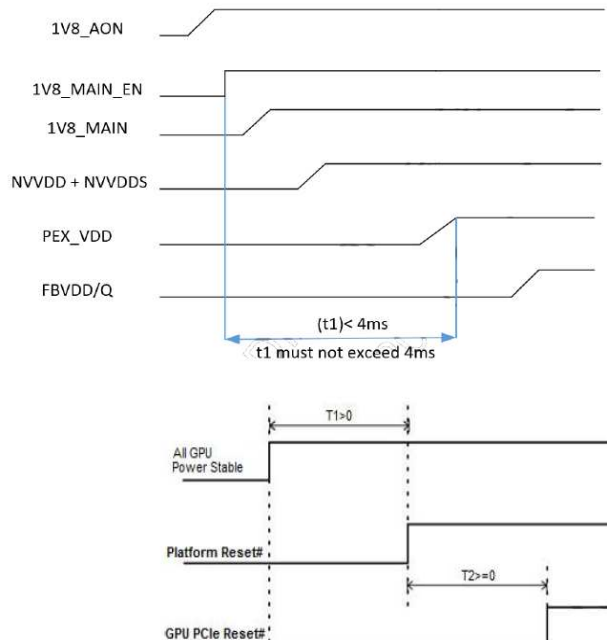 1V8_AON
1V8_MAIN_EN
1V8_MAIN
NVVDD + NVVDDS
PEX_VDD
FBVDD/Q
(t1)< 4ms
t1 must not exceed 4ms
T1>0
All GPU
Power Stable
Platform Reset#
T2>=0
GPU PCIe Reset#